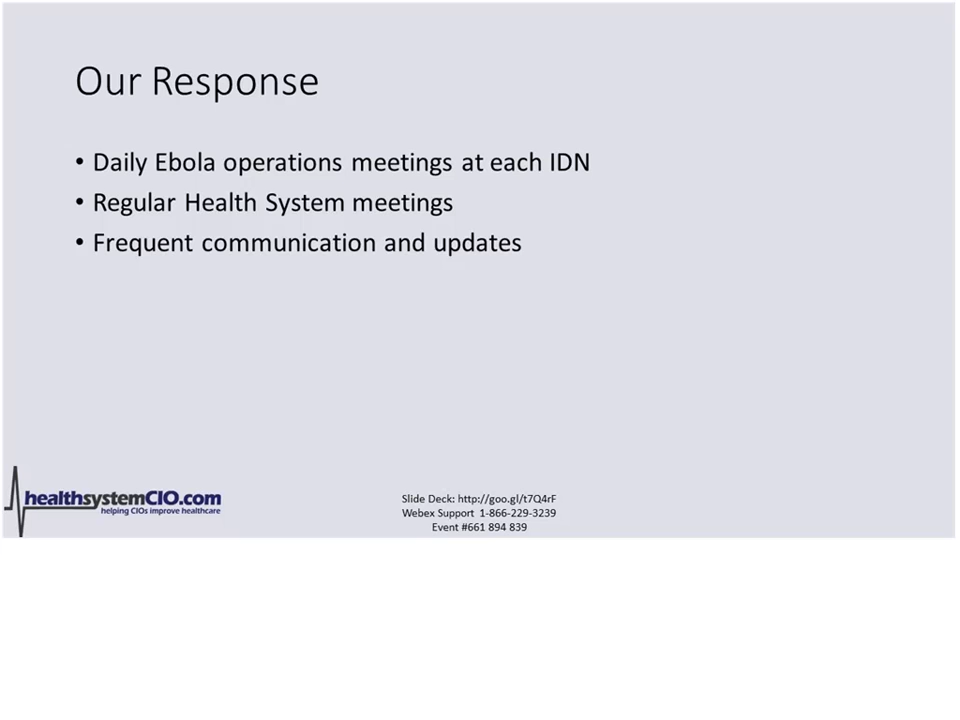 Our Response
• Daily Ebola operations meetings at each IDN
• Regular Health System meetings
• Frequent communication and updates
healthsystemCIO.com
helping CIOs improve healthcare
Slide Deck: http://goo.gl/t7Q4rF
Webex Support 1-866-229-3239
Event #661 894 839